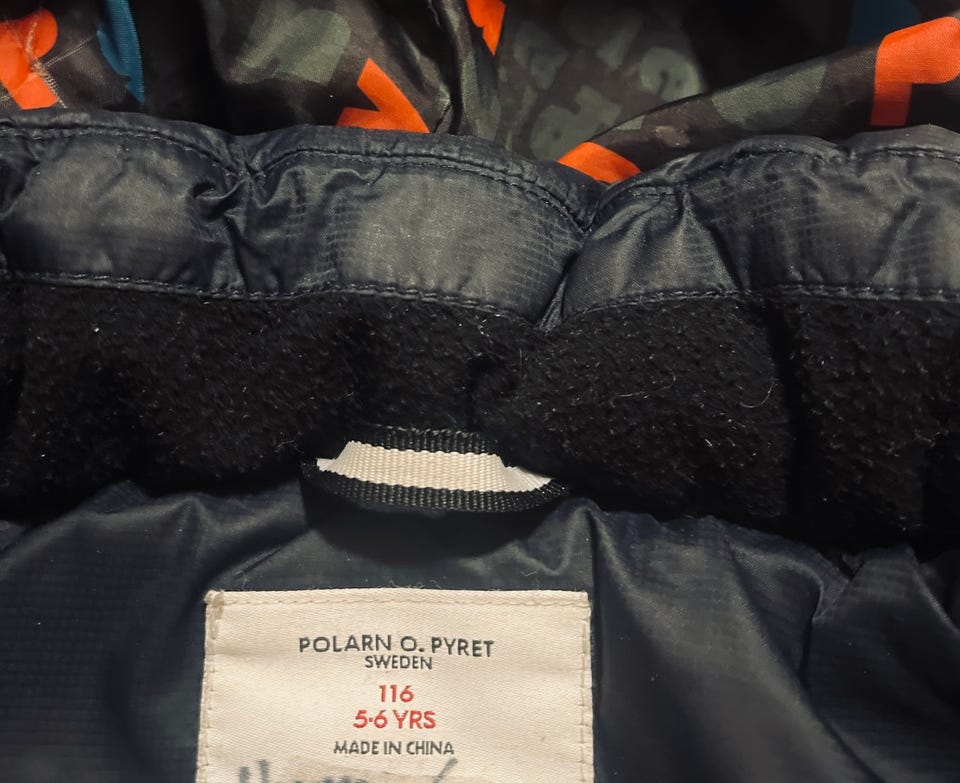 POLARN O. PYRET
SWEDEN
116
5-6 YRS
MADE IN CHINA